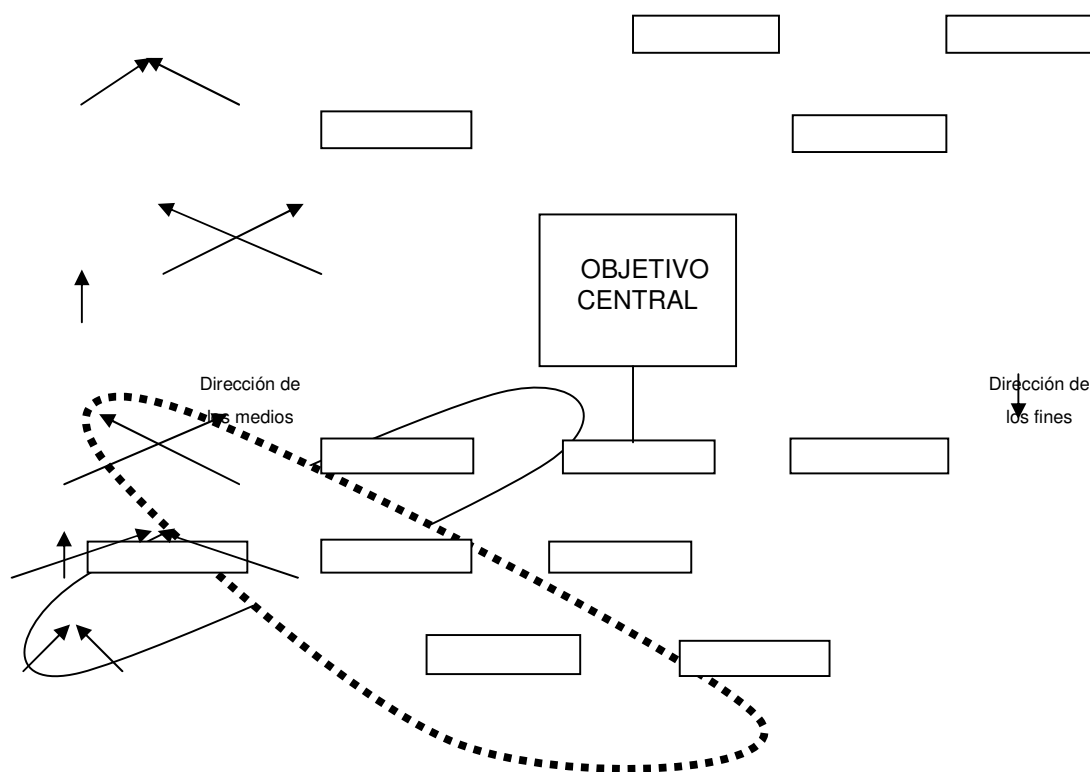 OBJETIVO
CENTRAL
Dirección de
los medios
Dirección de
los fines